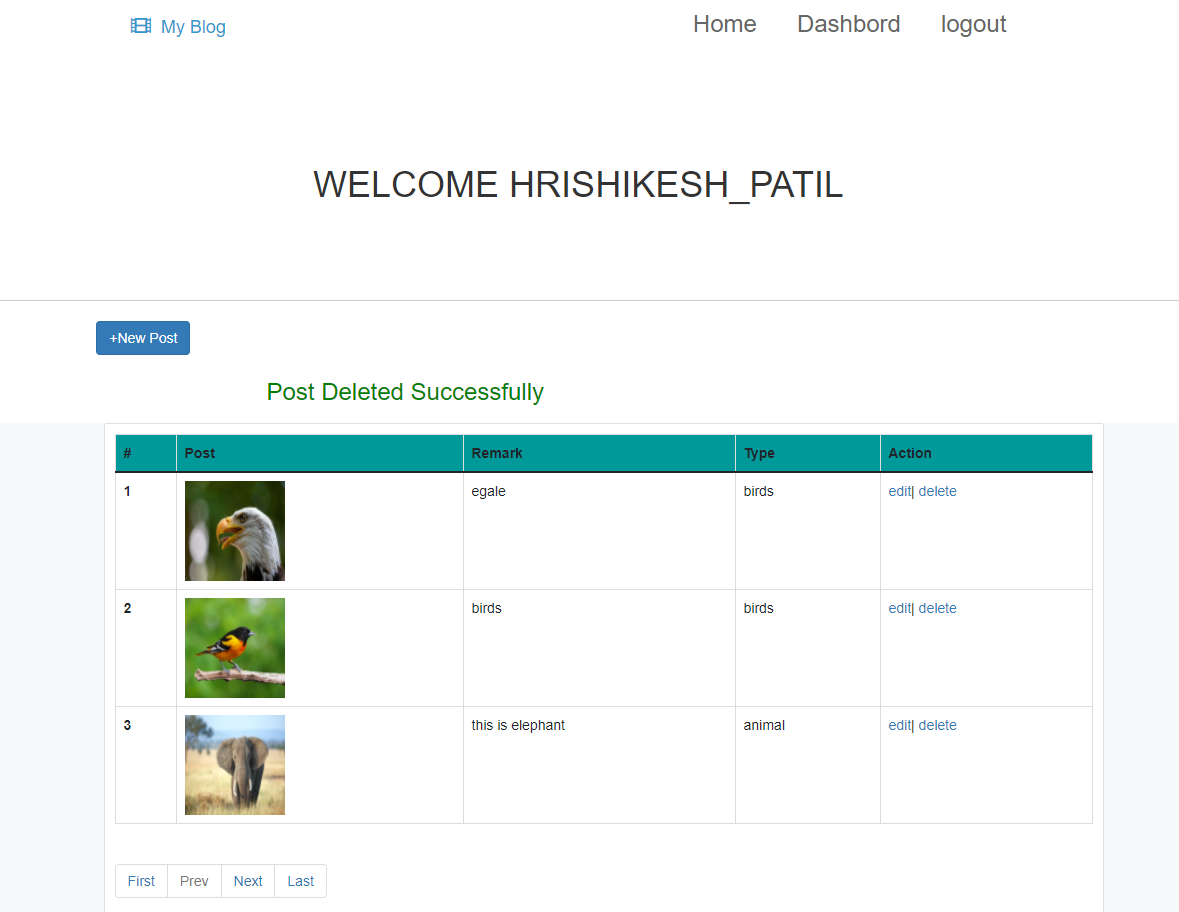 My Blog Home Dashbord logout
WELCOME HRISHIKESH_PATIL
+New Post
Post Deleted Successfully
# Post Remark Type Action
1 egale birds edit| delete
2 birds birds edit| delete
3 this is elephant animal edit| delete
First Prev Next Last